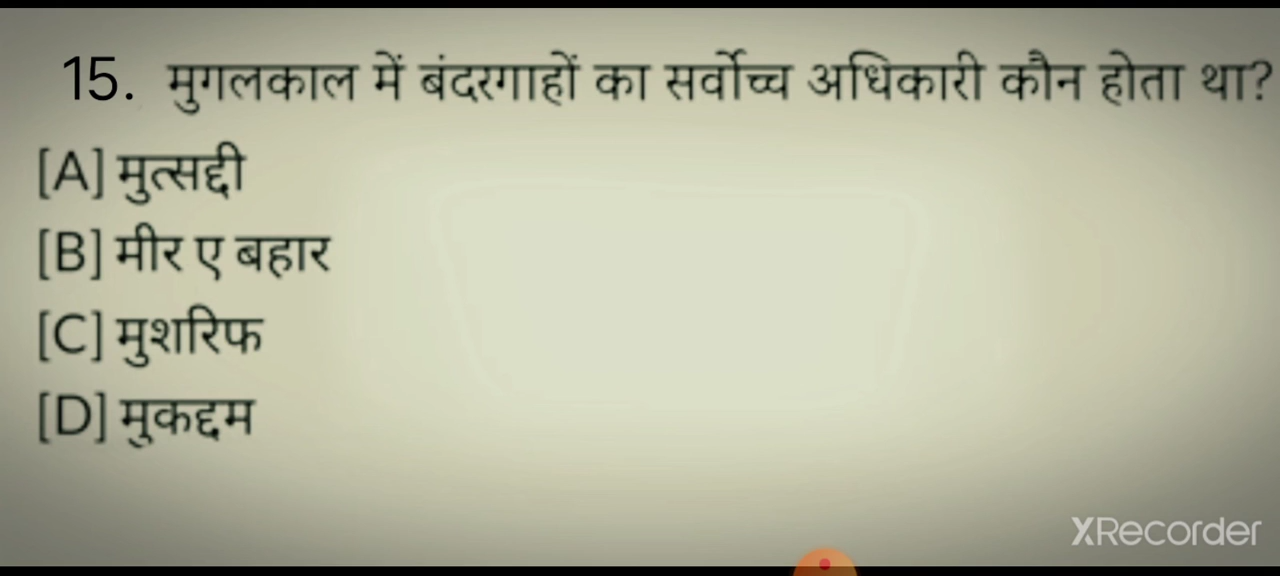 15. मुगलकाल में बंदरगाहों का सर्वोच्च अधिकारी कौन होता था?
[A] मुत्सद्दी
[B] मीर ए बहार
[C] मुशरिफ
[D] मुकद्दम
XRecorder